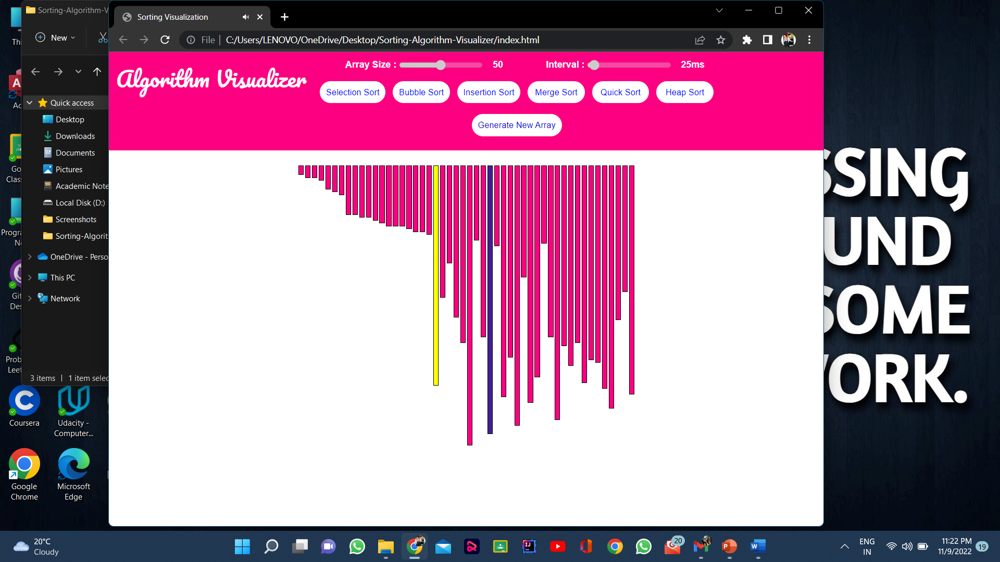 Sorting-Algorithm-V
New
Quick access
Desktop
Downloads
Documents
Pictures
Academic Note
Local Disk (D:)
Screenshots
Sorting-Algorit
OneDrive - Perso
This PC
Network
3 items | 1 item selec
Sorting Visualization
File | C:/Users/LENOVO/OneDrive/Desktop/Sorting-Algorithm-Visualizer/index.html
Algorithm Visualizer
Array Size : 50 Interval : 25ms
Selection Sort Bubble Sort Insertion Sort Merge Sort Quick Sort Heap Sort
Generate New Array
SSING
UND
SOME
WORK.
Thi
A
Ac
Go
Class
Progra
N
Git
Des
Prob
Leet
Coursera
Udacity -
Computer...
Google
Chrome
Microsoft
Edge
20°C
Cloudy
20
ENG
IN
11:22 PM
11/9/2022
19